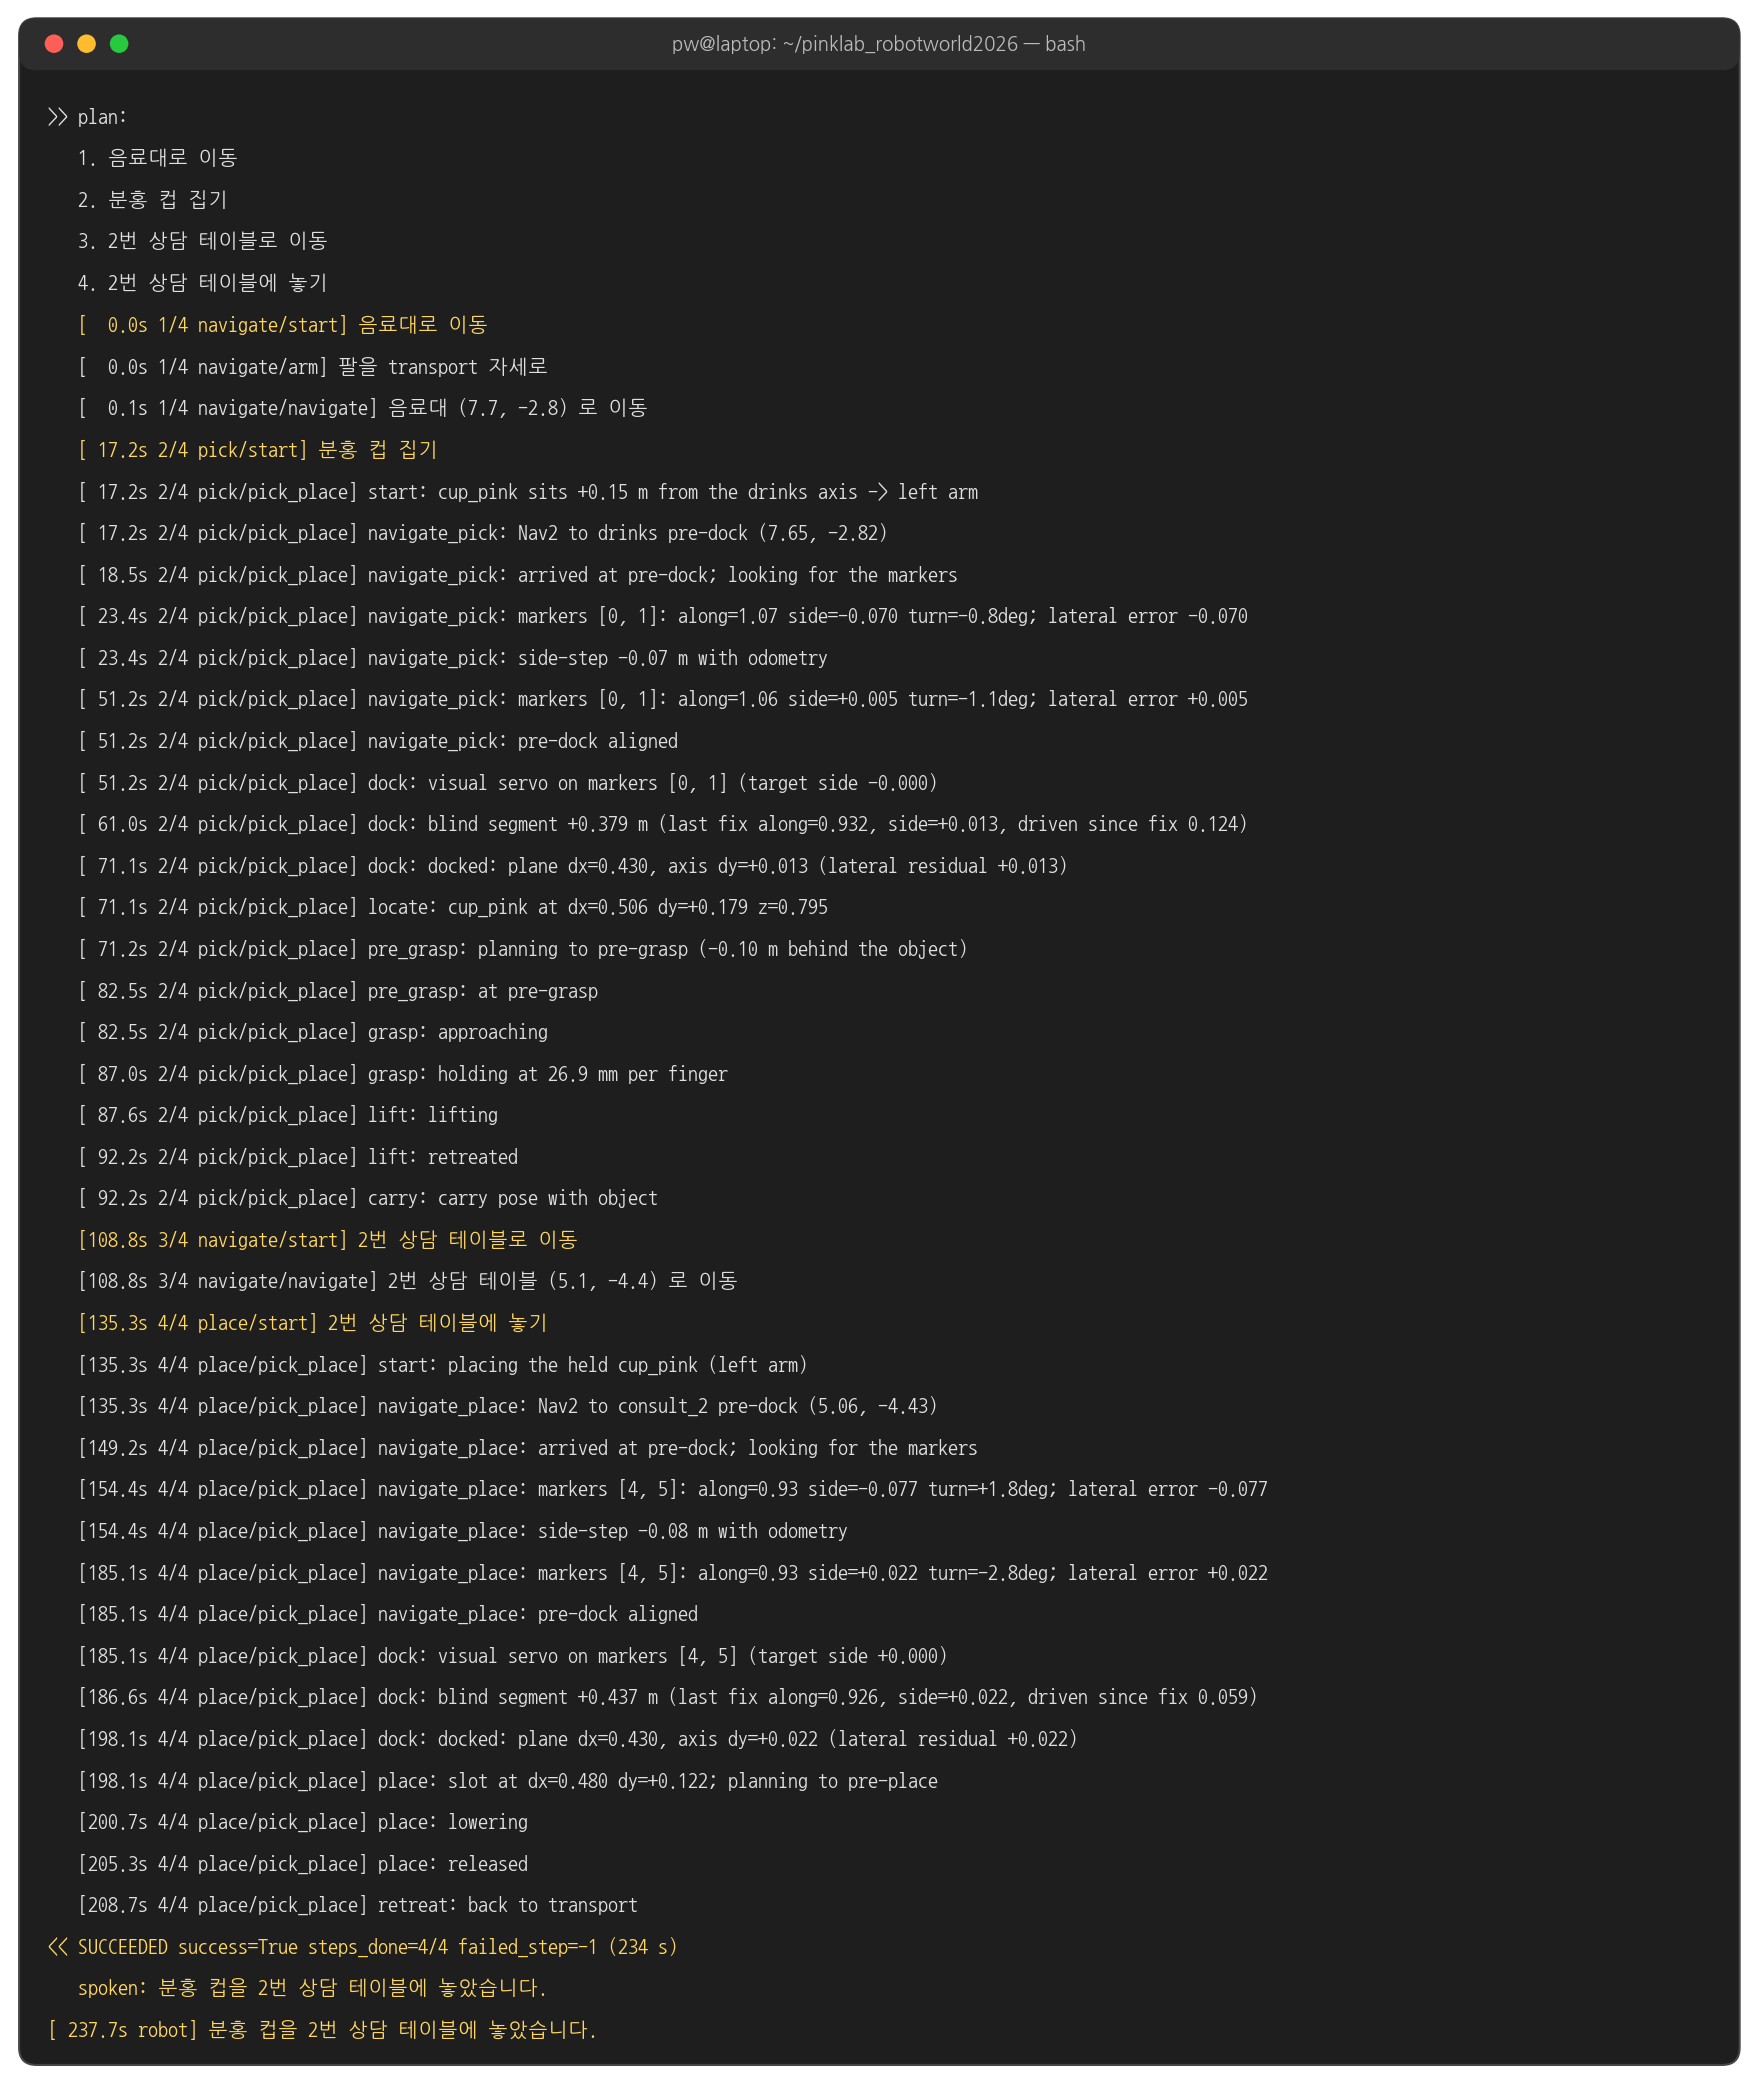 pw@laptop: ~/pinklab_robotworld2026 — bash
>> plan:
1. 음료대로 이동
2. 분홍 컵 집기
3. 2번 상담 테이블로 이동
4. 2번 상담 테이블에 놓기
[  0.0s 1/4 navigate/start] 음료대로 이동
[  0.0s 1/4 navigate/arm] 팔을 transport 자세로
[  0.1s 1/4 navigate/navigate] 음료대 (7.7, -2.8) 로 이동
[ 17.2s 2/4 pick/start] 분홍 컵 집기
[ 17.2s 2/4 pick/pick_place] start: cup_pink sits +0.15 m from the drinks axis -> left arm
[ 17.2s 2/4 pick/pick_place] navigate_pick: Nav2 to drinks pre-dock (7.65, -2.82)
[ 18.5s 2/4 pick/pick_place] navigate_pick: arrived at pre-dock; looking for the markers
[ 23.4s 2/4 pick/pick_place] navigate_pick: markers [0, 1]: along=1.07 side=-0.070 turn=-0.8deg; lateral error -0.070
[ 23.4s 2/4 pick/pick_place] navigate_pick: side-step -0.07 m with odometry
[ 51.2s 2/4 pick/pick_place] navigate_pick: markers [0, 1]: along=1.06 side=+0.005 turn=-1.1deg; lateral error +0.005
[ 51.2s 2/4 pick/pick_place] navigate_pick: pre-dock aligned
[ 51.2s 2/4 pick/pick_place] dock: visual servo on markers [0, 1] (target side -0.000)
[ 61.0s 2/4 pick/pick_place] dock: blind segment +0.379 m (last fix along=0.932, side=+0.013, driven since fix 0.124)
[ 71.1s 2/4 pick/pick_place] dock: docked: plane dx=0.430, axis dy=+0.013 (lateral residual +0.013)
[ 71.1s 2/4 pick/pick_place] locate: cup_pink at dx=0.506 dy=+0.179 z=0.795
[ 71.2s 2/4 pick/pick_place] pre_grasp: planning to pre-grasp (-0.10 m behind the object)
[ 82.5s 2/4 pick/pick_place] pre_grasp: at pre-grasp
[ 82.5s 2/4 pick/pick_place] grasp: approaching
[ 87.0s 2/4 pick/pick_place] grasp: holding at 26.9 mm per finger
[ 87.6s 2/4 pick/pick_place] lift: lifting
[ 92.2s 2/4 pick/pick_place] lift: retreated
[ 92.2s 2/4 pick/pick_place] carry: carry pose with object
[108.8s 3/4 navigate/start] 2번 상담 테이블로 이동
[108.8s 3/4 navigate/navigate] 2번 상담 테이블 (5.1, -4.4) 로 이동
[135.3s 4/4 place/start] 2번 상담 테이블에 놓기
[135.3s 4/4 place/pick_place] start: placing the held cup_pink (left arm)
[135.3s 4/4 place/pick_place] navigate_place: Nav2 to consult_2 pre-dock (5.06, -4.43)
[149.2s 4/4 place/pick_place] navigate_place: arrived at pre-dock; looking for the markers
[154.4s 4/4 place/pick_place] navigate_place: markers [4, 5]: along=0.93 side=-0.077 turn=+1.8deg; lateral error -0.077
[154.4s 4/4 place/pick_place] navigate_place: side-step -0.08 m with odometry
[185.1s 4/4 place/pick_place] navigate_place: markers [4, 5]: along=0.93 side=+0.022 turn=-2.8deg; lateral error +0.022
[185.1s 4/4 place/pick_place] navigate_place: pre-dock aligned
[185.1s 4/4 place/pick_place] dock: visual servo on markers [4, 5] (target side +0.000)
[186.6s 4/4 place/pick_place] dock: blind segment +0.437 m (last fix along=0.926, side=+0.022, driven since fix 0.059)
[198.1s 4/4 place/pick_place] dock: docked: plane dx=0.430, axis dy=+0.022 (lateral residual +0.022)
[198.1s 4/4 place/pick_place] place: slot at dx=0.480 dy=+0.122; planning to pre-place
[200.7s 4/4 place/pick_place] place: lowering
[205.3s 4/4 place/pick_place] place: released
[208.7s 4/4 place/pick_place] retreat: back to transport
<< SUCCEEDED success=True steps_done=4/4 failed_step=-1 (234 s)
spoken: 분홍 컵을 2번 상담 테이블에 놓았습니다.
[ 237.7s robot] 분홍 컵을 2번 상담 테이블에 놓았습니다.